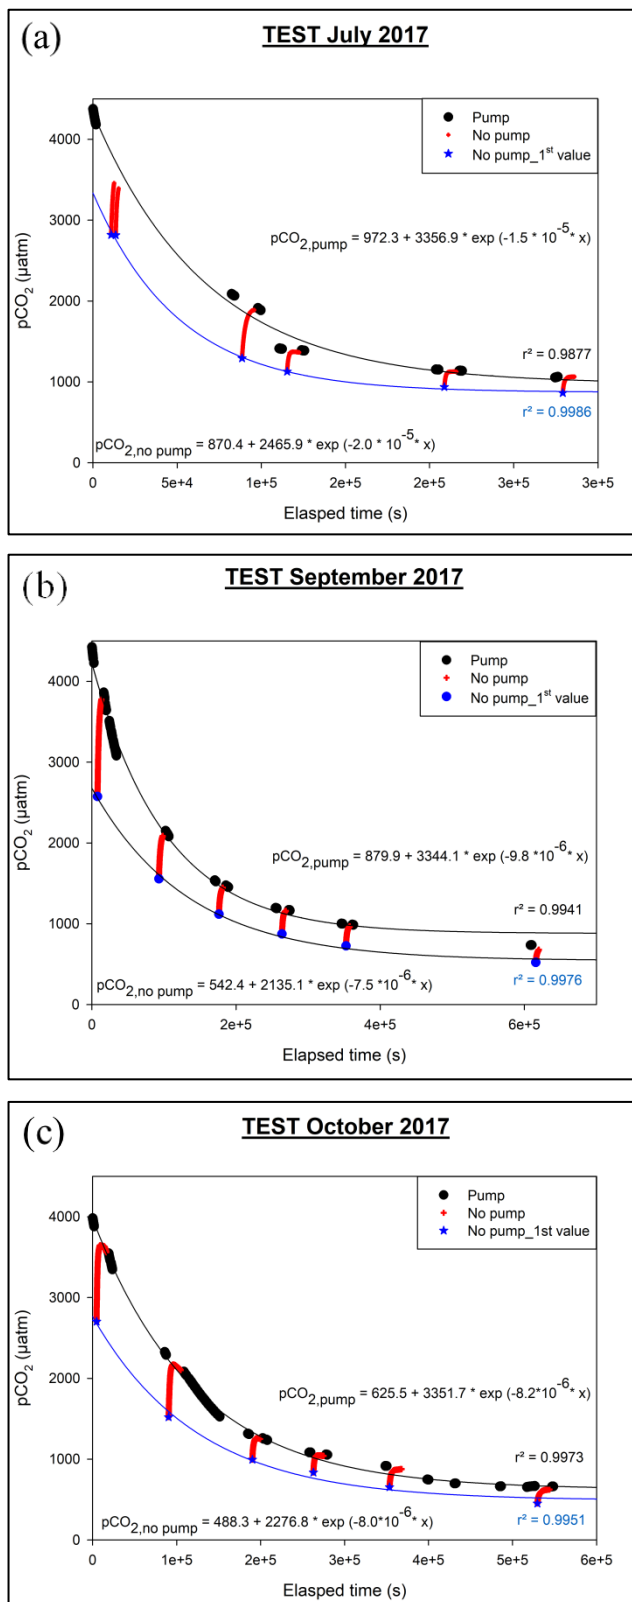 (a)
TEST July 2017
Pump
No pump
No pump_1st value
pCO2,pump = 972.3 + 3356.9 * exp (-1.5 * 10-5* x)
r² = 0.9877
r² = 0.9986
pCO2,no pump = 870.4 + 2465.9 * exp (-2.0 * 10-5* x)
pCO2 (µatm)
4000
3000
2000
1000
0
0 5e+4 1e+5 2e+5 2e+5 3e+5 3e+5
Elasped time (s)
(b)
TEST September 2017
Pump
No pump
No pump_1st value
pCO2,pump = 879.9 + 3344.1 * exp (-9.8 *10-6* x)
r² = 0.9941
r² = 0.9976
pCO2,no pump = 542.4 + 2135.1 * exp (-7.5 *10-6* x)
pCO2 (µatm)
4000
3000
2000
1000
0
0 2e+5 4e+5 6e+5
Elapsed time (s)
(c)
TEST October 2017
Pump
No pump
No pump_1st value
pCO2,pump = 625.5 + 3351.7 * exp (-8.2*10-6* x)
r² = 0.9973
r² = 0.9951
pCO2,no pump = 488.3 + 2276.8 * exp (-8.0*10-6* x)
pCO2 (µatm)
4000
3000
2000
1000
0
0 1e+5 2e+5 3e+5 4e+5 5e+5 6e+5
Elasped time (s)